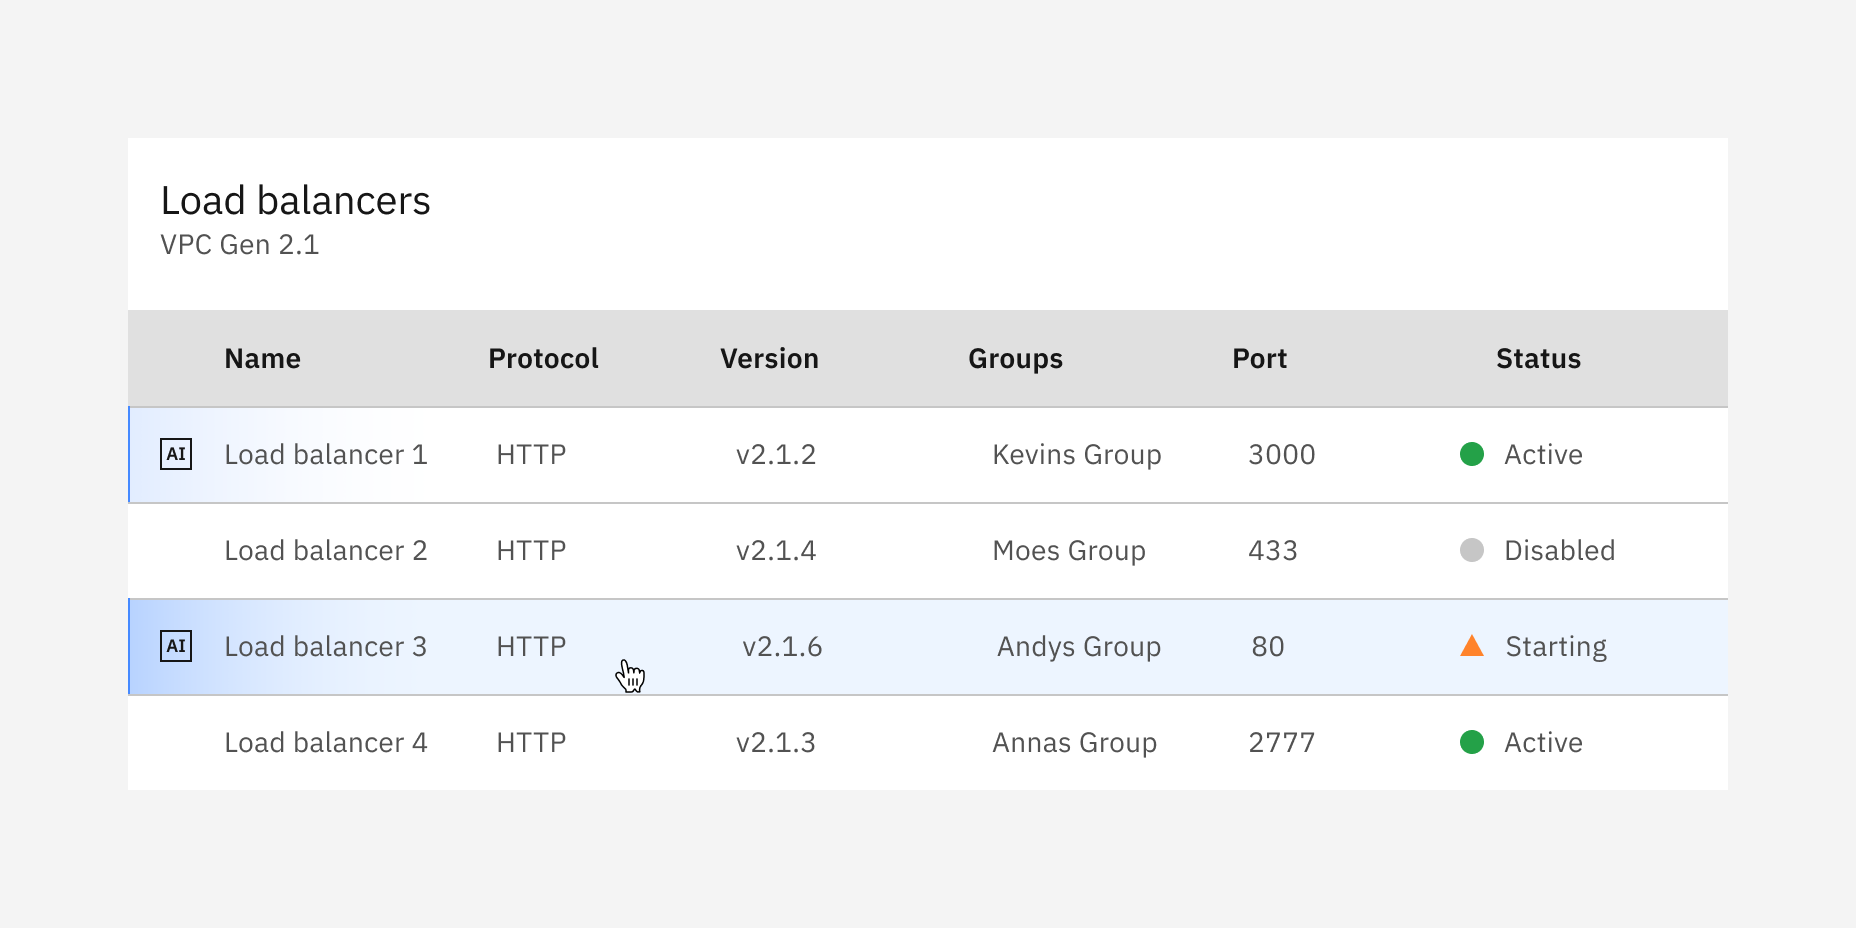 Load balancers
VPC Gen 2.1
Name Protocol Version Groups Port Status
AI Load balancer 1 HTTP v2.1.2 Kevins Group 3000 Active
Load balancer 2 HTTP v2.1.4 Moes Group 433 Disabled
AI Load balancer 3 HTTP v2.1.6 Andys Group 80 Starting
Load balancer 4 HTTP v2.1.3 Annas Group 2777 Active